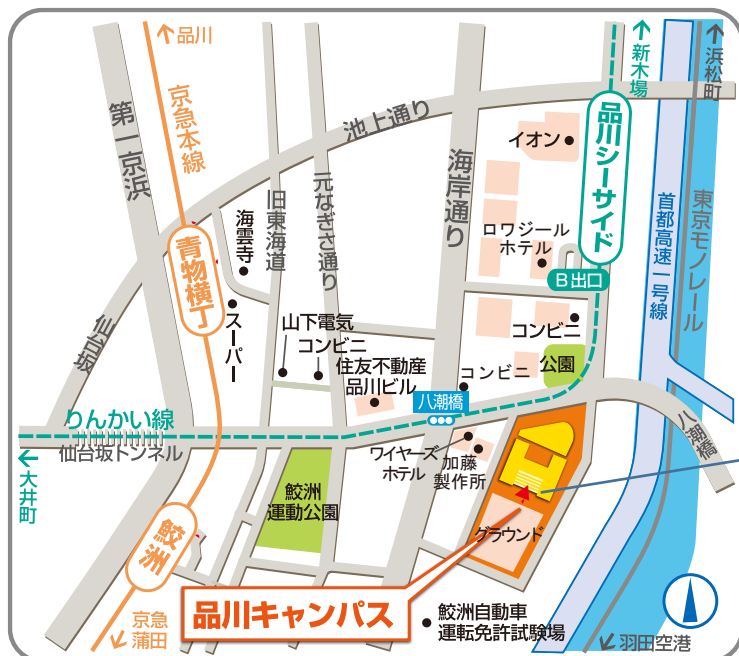 品川
新木場
浜松町
京急本線
第一京浜
池上通り
海岸通り
イオン
品川シーサイド
首都高速一号線
東京モノレール
旧東海道
元なぎさ通り
海雲寺
青物横丁
ロワジール
ホテル
B出口
仙台坂
スーパー
山下電気
コンビニ
住友不動産
品川ビル
コンビニ
コンビニ
公園
八潮橋
りんかい線
仙台坂トンネル
ワイヤーズ
ホテル
加藤
製作所
八潮橋
大井町
鮫洲
運動公園
グラウンド
鮫洲
品川キャンパス
京急
蒲田
鮫洲自動車
運転免許試験場
羽田空港